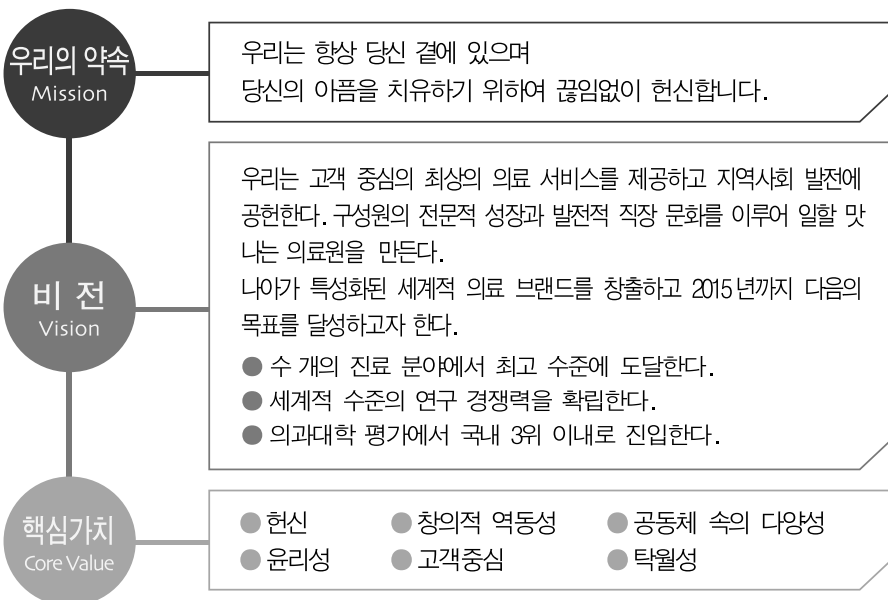 우리의 약속
Mission
우리는 항상 당신 곁에 있으며
당신의 아픔을 치유하기 위하여 끊임없이 헌신합니다.
비 전
Vision
우리는 고객 중심의 최상의 의료 서비스를 제공하고 지역사회 발전에
공헌한다. 구성원의 전문적 성장과 발전적 직장 문화를 이루어 일할 맛
나는 의료원을 만든다.
나아가 특성화된 세계적 의료 브랜드를 창출하고 2015년까지 다음의
목표를 달성하고자 한다.
● 수 개의 진료 분야에서 최고 수준에 도달한다.
● 세계적 수준의 연구 경쟁력을 확립한다.
● 의과대학 평가에서 국내 3위 이내로 진입한다.
핵심가치
Core Value
● 헌신 ● 창의적 역동성 ● 공동체 속의 다양성
● 윤리성 ● 고객중심 ● 탁월성